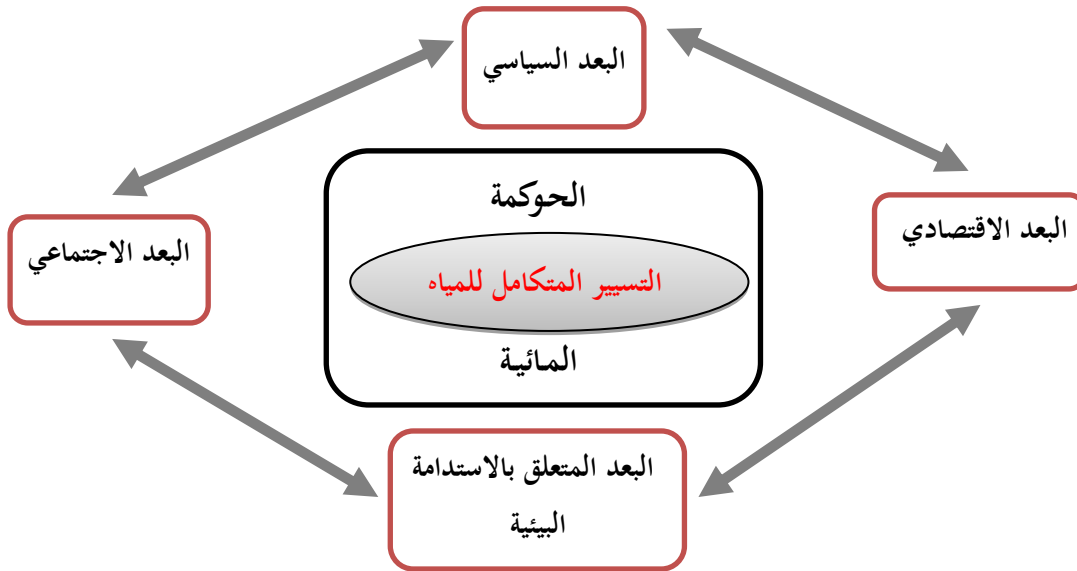 البعد السياسي
البعد الاقتصادي
البعد الاجتماعي
الحوكمة
التسيير المتكامل للمياه
المائية
البعد المتعلق بالاستدامة
البيئية